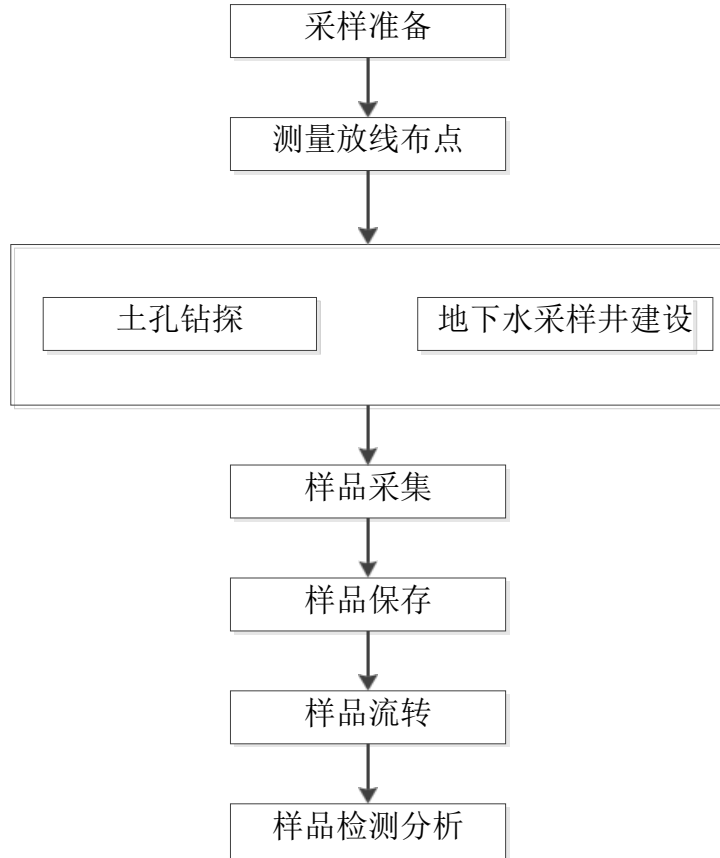 采样准备
测量放线布点
土孔钻探
地下水采样井建设
样品采集
样品保存
样品流转
样品检测分析